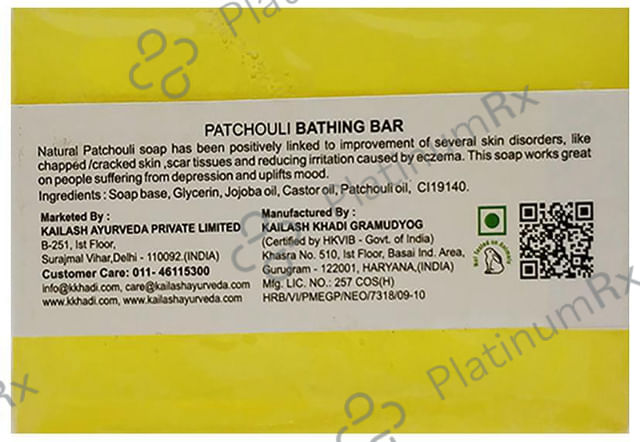 PATCHOULI BATHING BAR
Natural Patchouli soap has been positively linked to improvement of several skin disorders, like
chapped /cracked skin ,scar tissues and reducing irritation caused by eczema. This soap works great
on people suffering from depression and uplifts mood.
Ingredients : Soap base, Glycerin, Jojoba oil, Castor oil, Patchouli oil, CI19140.
Marketed By :
KAILASH AYURVEDA PRIVATE LIMITED
B-251, Ist Floor,
Surajmal Vihar,Delhi - 110092.(INDIA)
Customer Care: 011- 46115300
info@kkhadi.com, care@kailashayurveda.com
www.kkhadi.com, www.kailashayurveda.com
Manufactured By :
KAILASH KHADI GRAMUDYOG
(Certified by HKVIB - Govt. of India)
Khasra No. 510, Ist Floor, Basai Ind. Area,
Gurugram - 122001, HARYANA,(INDIA)
Mfg. LIC. NO.: 257 COS(H)
HRB/VI/PMEGP/NEO/7318/09-10
Not Tested on Animals
PlatinumRx
PlatinumRx
Rx